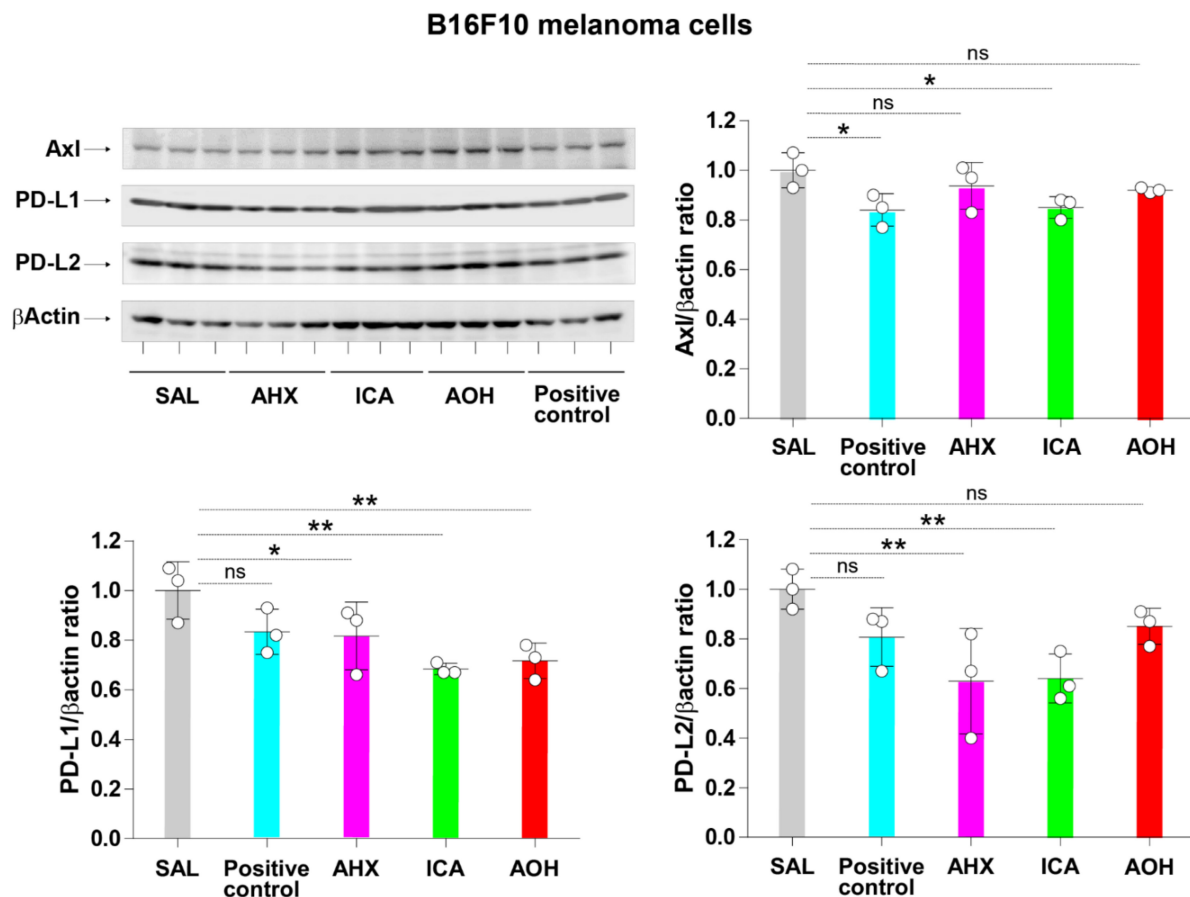 B16F10 melanoma cells
Axl
PD-L1
PD-L2
βActin
SAL AHX ICA AOH Positive control
ns
*
ns
*
Axl/βactin ratio
1.2
1.0
0.8
0.6
0.4
0.2
0.0
SAL Positive control AHX ICA AOH
**
**
*
ns
PD-L1/βactin ratio
1.2
1.0
0.8
0.6
0.4
0.2
0.0
SAL Positive control AHX ICA AOH
ns
**
**
ns
PD-L2/βactin ratio
1.2
1.0
0.8
0.6
0.4
0.2
0.0
SAL Positive control AHX ICA AOH